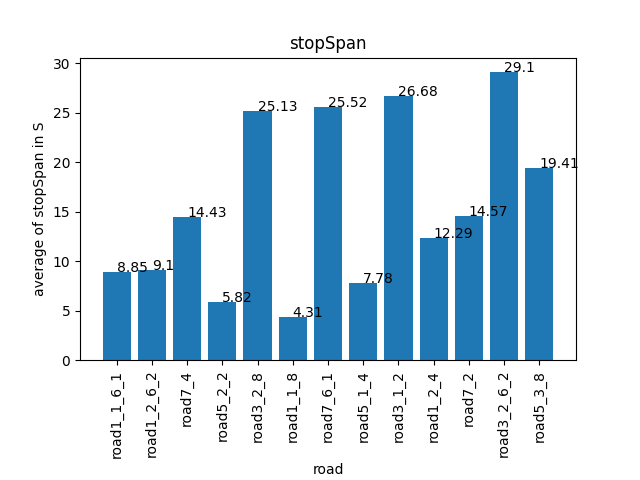 stopSpan
average of stopSpan in S
30
25
20
15
10
5
0
8.85
9.1
14.43
5.82
25.13
4.31
25.52
7.78
26.68
12.29
14.57
29.1
19.41
road1_1_6_1
road1_2_6_2
road7_4
road5_2_2
road3_2_8
road1_1_8
road7_6_1
road5_1_4
road3_1_2
road1_2_4
road7_2
road3_2_6_2
road5_3_8
road